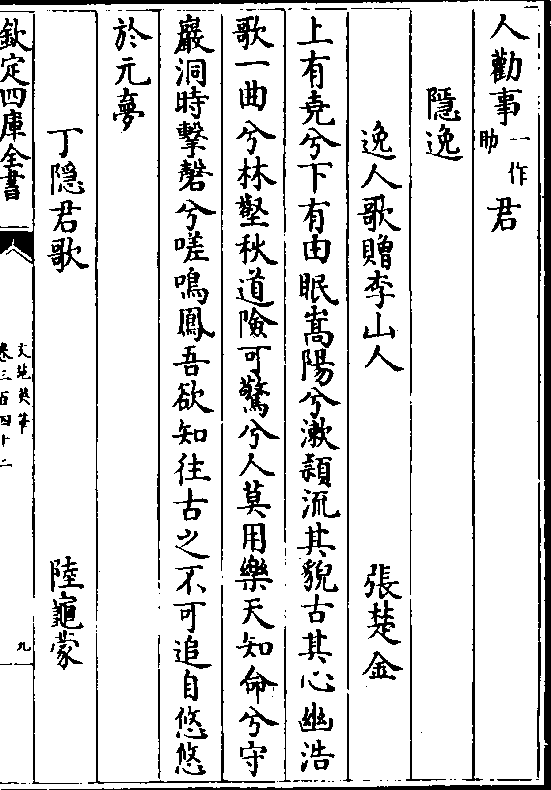 人勸事一作助君
隱逸
逸人歌贈李山人 張楚金
上有堯兮下有由眠嵩陽兮漱潁流其貌古其心幽浩
歌一曲兮林壑秋道險可驚兮人莫用樂天知命兮守
巖洞時擊磬兮嗟鳴鳳吾欲知往古之不可追自悠悠
於元夢
丁隐君歌 陸龜蒙
欽定四庫全書
文苑英華
卷三百四十二
九